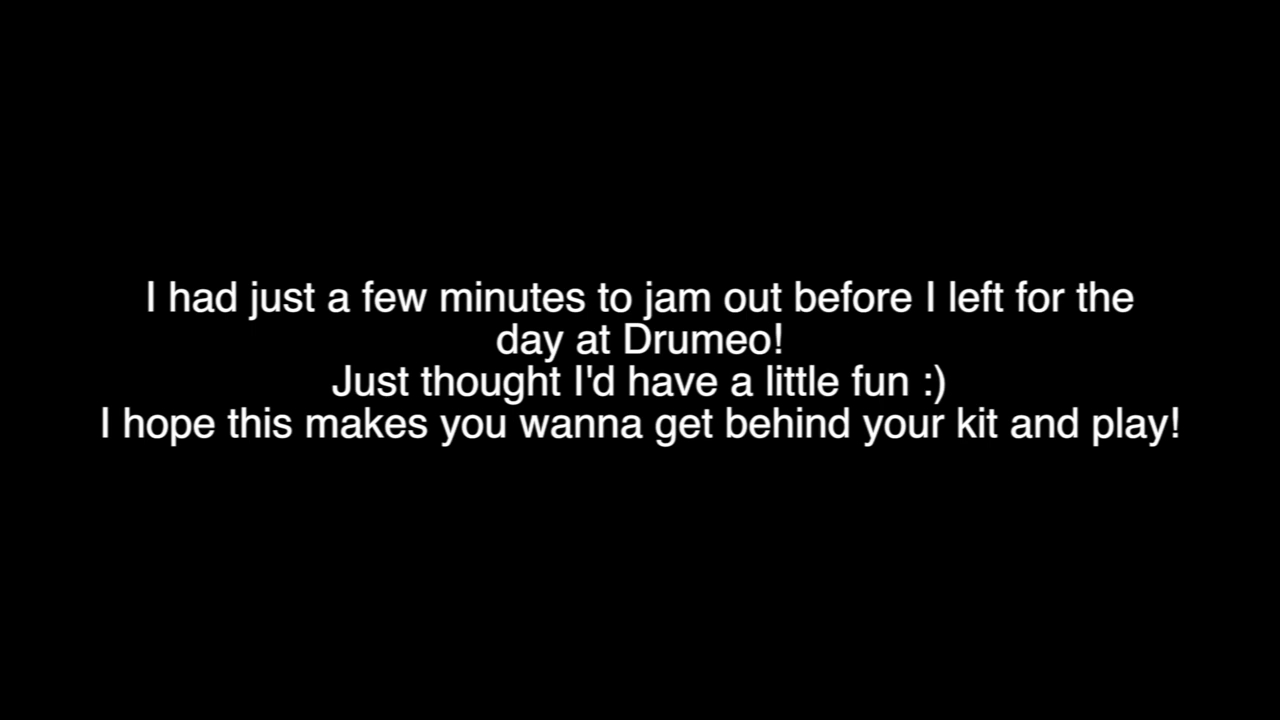 I had just a few minutes to jam out before I left for the
day at Drumeo!
Just thought I'd have a little fun :)
I hope this makes you wanna get behind your kit and play!